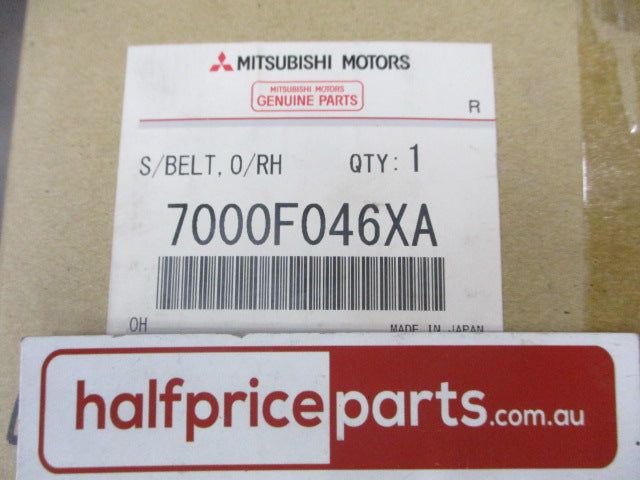 MITSUBISHI MOTORS
MITSUBISHI MOTORS
GENUINE PARTS
R
S/BELT, O/RH QTY: 1
7000F046XA
OH MADE IN JAPAN
halfpriceparts.com.au